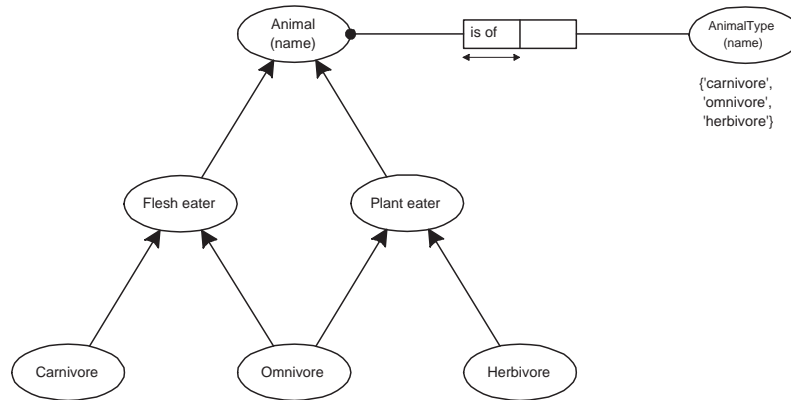 Animal
(name)
is of
AnimalType
(name)
{'carnivore',
'omnivore',
'herbivore'}
Flesh eater
Plant eater
Carnivore
Omnivore
Herbivore